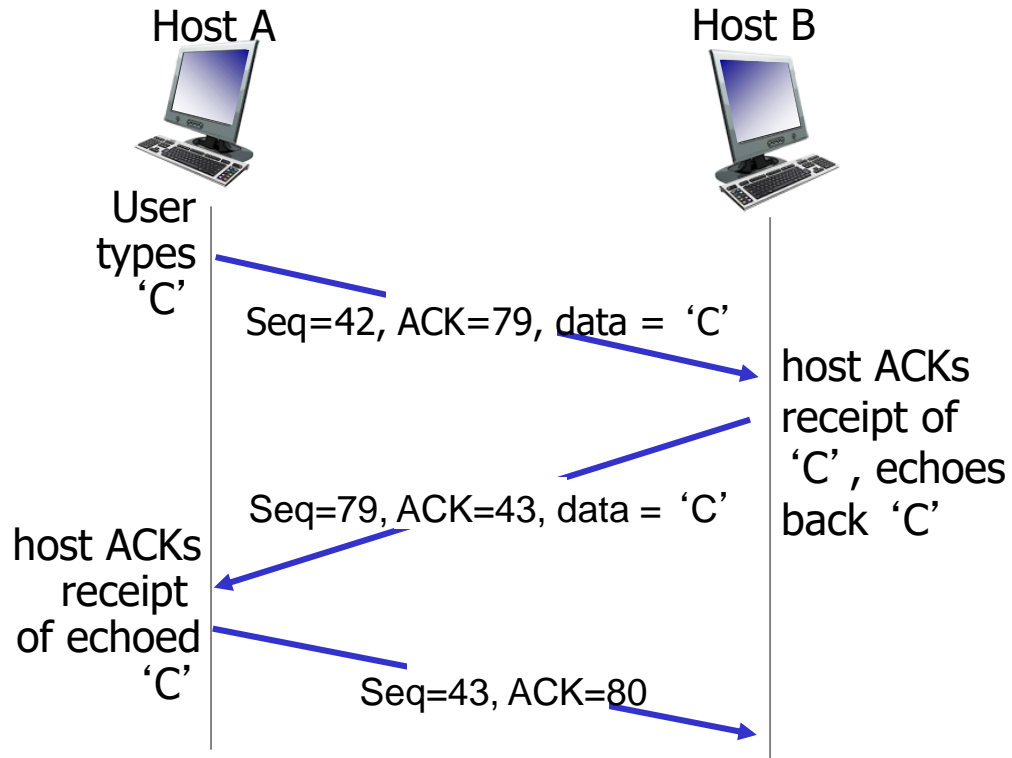 Host A
Host B
User
types
‘C’
Seq=42, ACK=79, data = ‘C’
host ACKs
receipt of
‘C’, echoes
back ‘C’
Seq=79, ACK=43, data = ‘C’
host ACKs
receipt
of echoed
‘C’
Seq=43, ACK=80